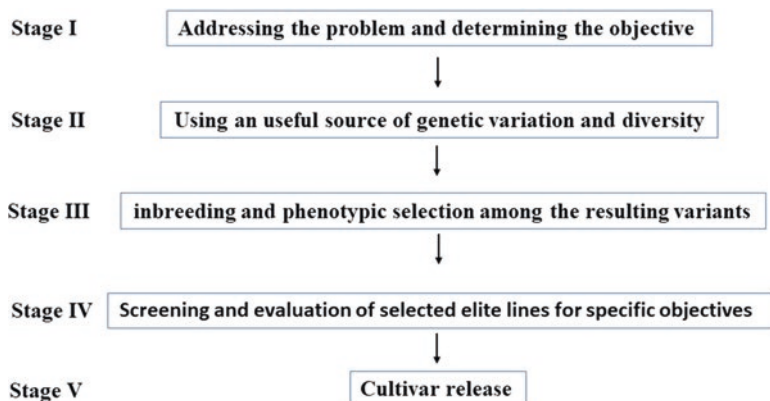 Stage I Addressing the problem and determining the objective
Stage II Using an useful source of genetic variation and diversity
Stage III inbreeding and phenotypic selection among the resulting variants
Stage IV Screening and evaluation of selected elite lines for specific objectives
Stage V Cultivar release